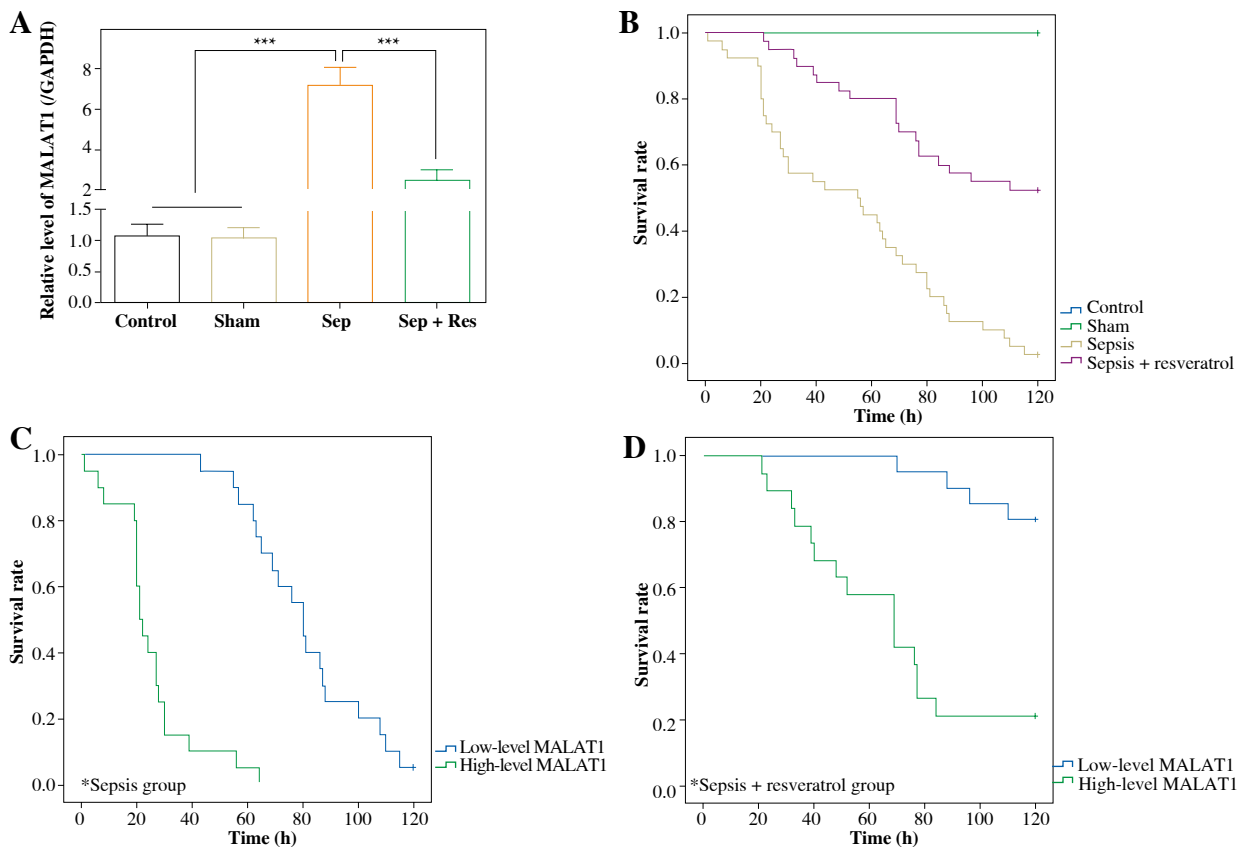 A
Relative level of MALAT1 (/GAPDH)
8
6
4
2
1.5
1.0
0.5
0.0
***
***
Control
Sham
Sep
Sep + Res
B
Survival rate
1.0
0.8
0.6
0.4
0.2
0.0
0
20
40
60
80
100
120
Time (h)
Control
Sham
Sepsis
Sepsis + resveratrol
C
Survival rate
1.0
0.8
0.6
0.4
0.2
0.0
*Sepsis group
0
20
40
60
80
100
120
Time (h)
Low-level MALAT1
High-level MALAT1
D
Survival rate
1.0
0.8
0.6
0.4
0.2
0.0
*Sepsis + resveratrol group
0
20
40
60
80
100
120
Time (h)
Low-level MALAT1
High-level MALAT1